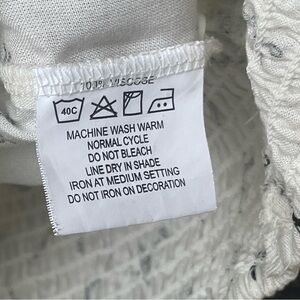 100% VISCOSE
40C
MACHINE WASH WARM
NORMAL CYCLE
DO NOT BLEACH
LINE DRY IN SHADE
IRON AT MEDIUM SETTING
DO NOT IRON ON DECORATION